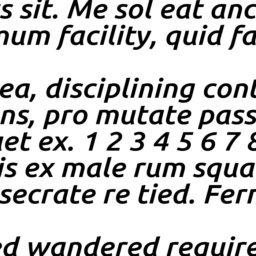 s sit. Me sol eat anc
num facility, quid fa
ea, disciplining cont
ns, pro mutate pass
et ex. 1 2 3 4 5 6 7 8
is ex male rum squa
secrate re tied. Ferr
ed wandered require